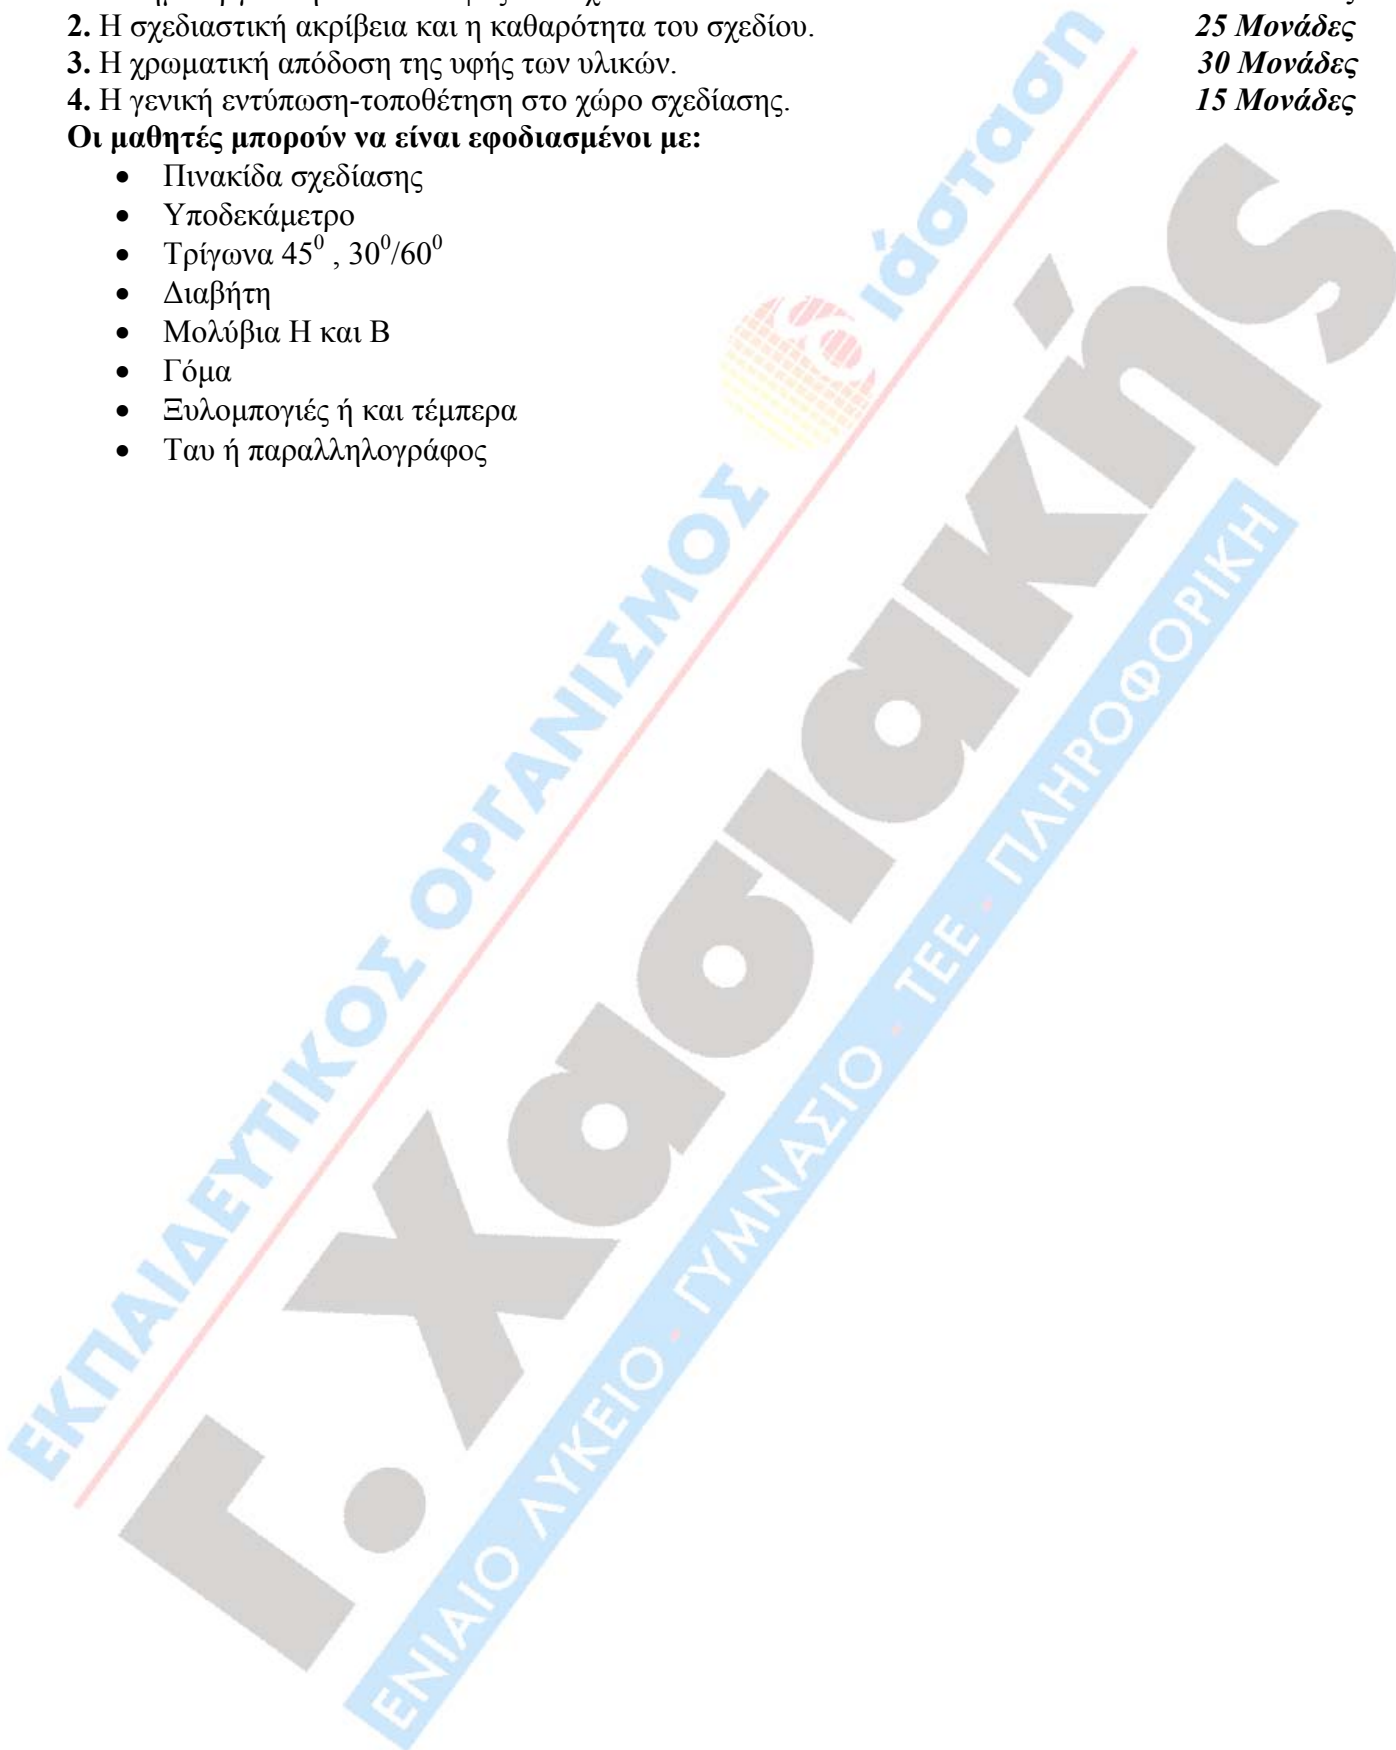 2. Η σχεδιαστική ακρίβεια και η καθαρότητα του σχεδίου. 25 Μονάδες
3. Η χρωματική απόδοση της υφής των υλικών. 30 Μονάδες
4. Η γενική εντύπωση-τοποθέτηση στο χώρο σχεδίασης. 15 Μονάδες
Οι μαθητές μπορούν να είναι εφοδιασμένοι με:
• Πινακίδα σχεδίασης
• Υποδεκάμετρο
• Τρίγωνα 45⁰ , 30⁰/60⁰
• Διαβήτη
• Μολύβια Η και Β
• Γόμα
• Ξυλομπογιές ή και τέμπερα
• Ταυ ή παραλληλογράφος
ΕΚΠΑΙΔΕΥΤΙΚΟΣ ΟΡΓΑΝΙΣΜΟΣ διάσταση
Γ. Χασιακής
ΕΝΙΑΙΟ ΛΥΚΕΙΟ · ΓΥΜΝΑΣΙΟ · ΤΕΕ · ΠΛΗΡΟΦΟΡΙΚΗ